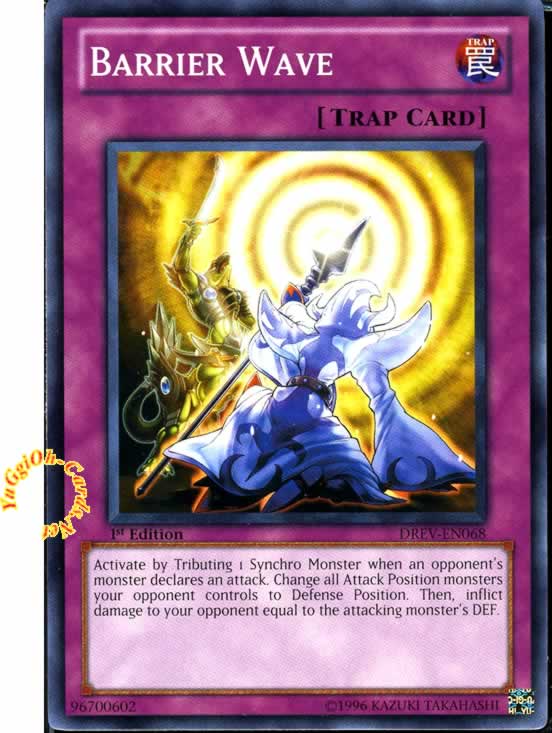 BARRIER WAVE
TRAP
罠
[TRAP CARD]
YuGgiOh-Cards.Net
1st Edition
DREV-EN068
Activate by Tributing 1 Synchro Monster when an opponent's
monster declares an attack. Change all Attack Position monsters
your opponent controls to Defense Position. Then, inflict
damage to your opponent equal to the attacking monster's DEF.
96700602
©1996 KAZUKI TAKAHASHI